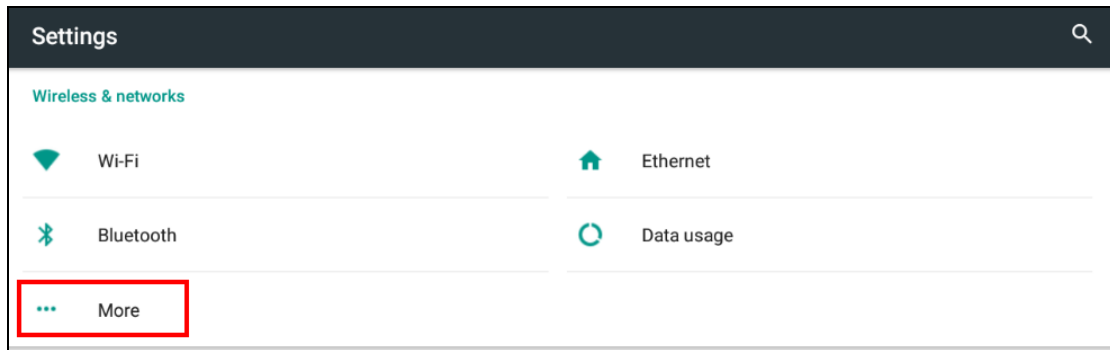 Settings
Wireless & networks
Wi-Fi
Ethernet
Bluetooth
Data usage
More